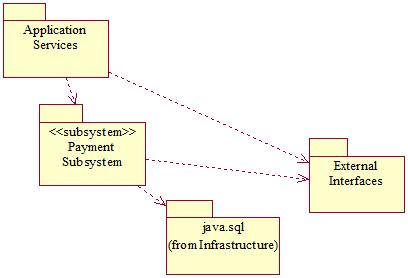 Application
Services
<<subsystem>>
Payment
Subsystem
External
Interfaces
java.sql
(from Infrastructure)